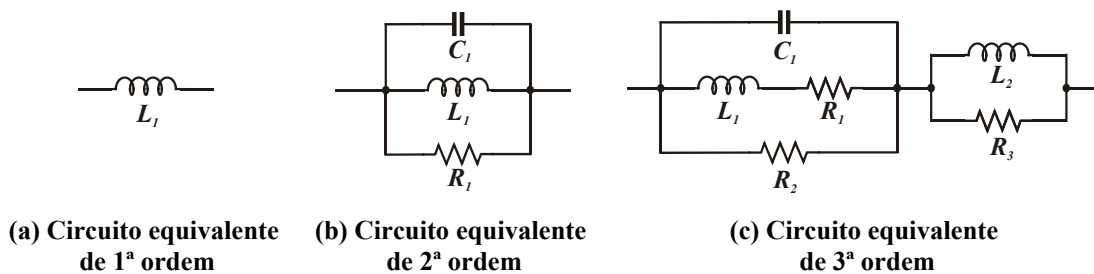 L₁
C₁
L₁
R₁
C₁
L₁
R₁
R₂
L₂
R₃
(a) Circuito equivalente
de 1ª ordem
(b) Circuito equivalente
de 2ª ordem
(c) Circuito equivalente
de 3ª ordem